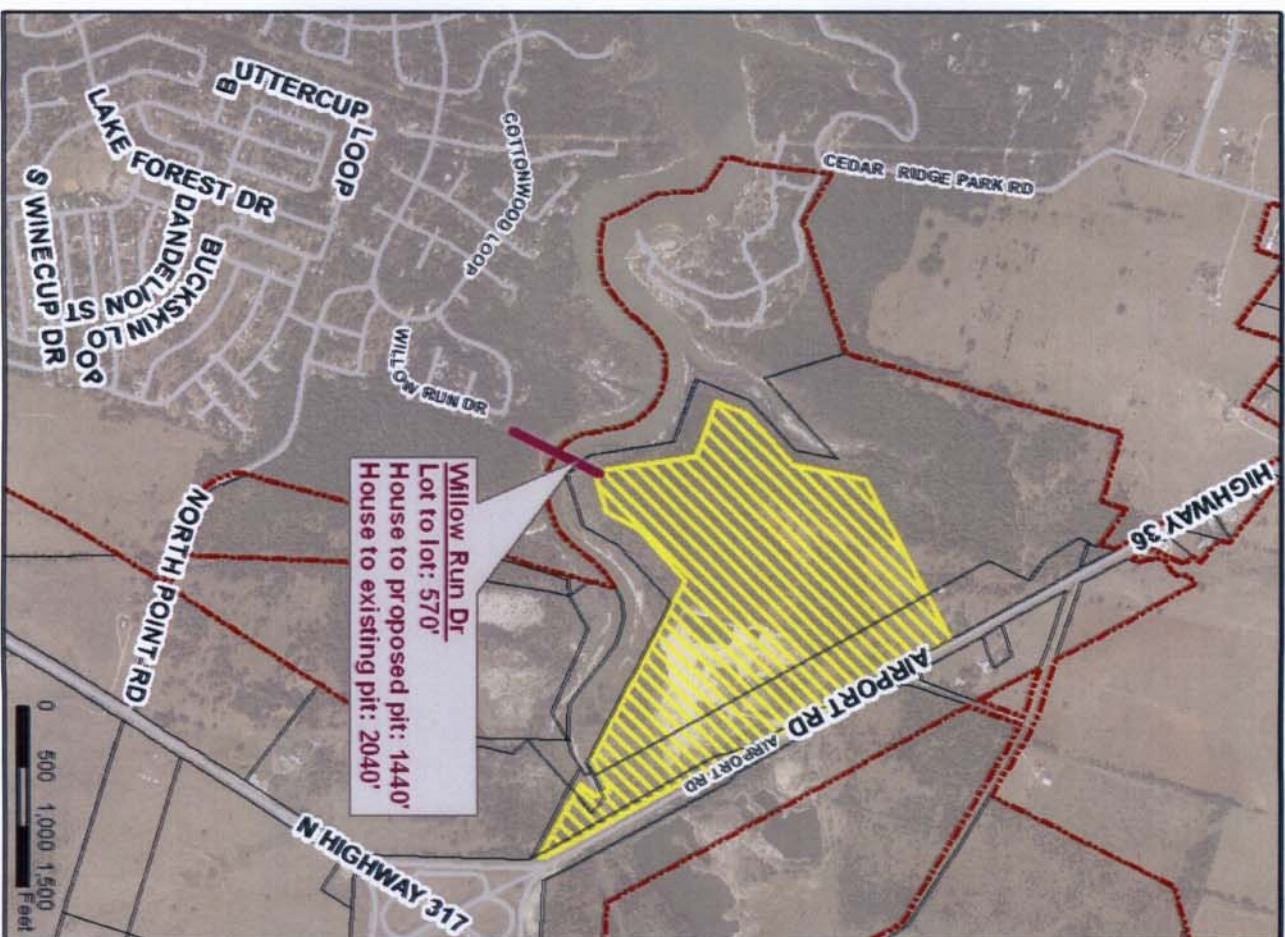 HIGHWAY 36
CEDAR RIDGE PARK RD
BUTTERCUP LOOP
LAKE FOREST DR
COTTONWOOD LOOP
DANDELION ST
BUCKSKIN LOOP
S WINECUP DR
WILLOW RUN DR
Willow Run Dr
Lot to lot: 570'
House to proposed pit: 1440'
House to existing pit: 2040'
AIRPORT RD
AIRPORT RD
NORTH POINT RD
N HIGHWAY 317
0 500 1,000 1,500
Feet